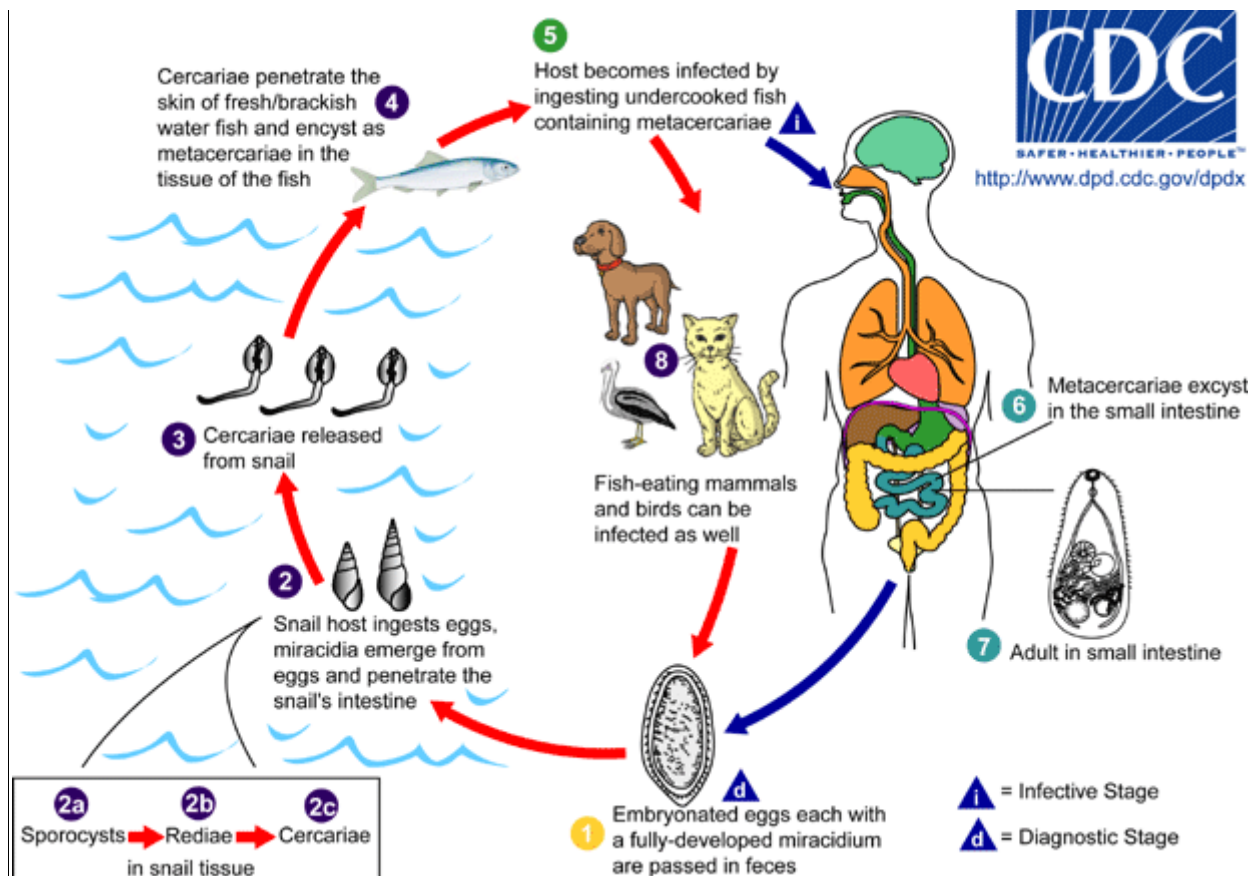 CDC
SAFER • HEALTHIER • PEOPLE™
http://www.dpd.cdc.gov/dpdx
5
Host becomes infected by
ingesting undercooked fish
containing metacercariae
i
Cercariae penetrate the
skin of fresh/brackish
water fish and encyst as
metacercariae in the
tissue of the fish
4
3
Cercariae released
from snail
8
Fish-eating mammals
and birds can be
infected as well
6
Metacercariae excyst
in the small intestine
7
Adult in small intestine
2
Snail host ingests eggs,
miracidia emerge from
eggs and penetrate the
snail's intestine
2a
2b
2c
Sporocysts
Rediae
Cercariae
in snail tissue
d
1
Embryonated eggs each with
a fully-developed miracidium
are passed in feces
i = Infective Stage
d = Diagnostic Stage